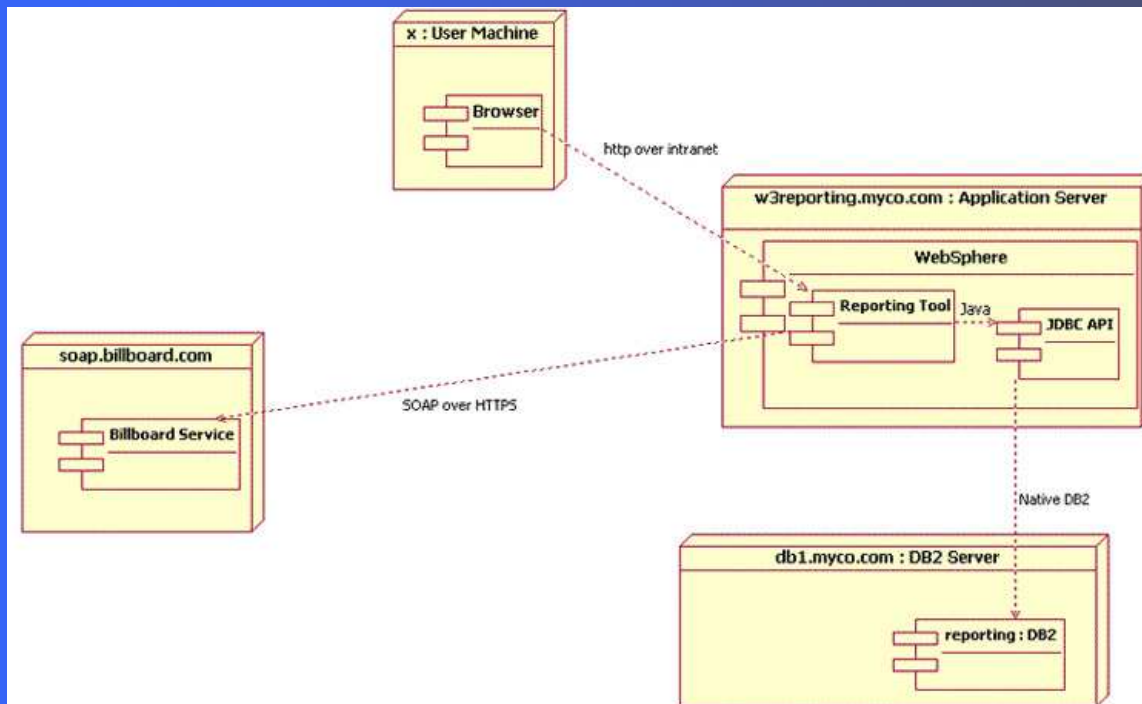 x : User Machine
Browser
http over intranet
w3reporting.myco.com : Application Server
WebSphere
Reporting Tool
Java
JDBC API
soap.billboard.com
SOAP over HTTPS
Billboard Service
Native DB2
db1.myco.com : DB2 Server
reporting : DB2